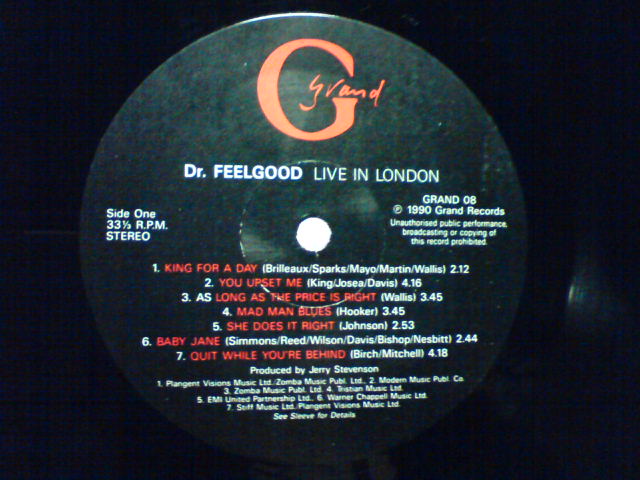 G
grand
Dr. FEELGOOD LIVE IN LONDON
Side One
33⅓ R.P.M.
STEREO
GRAND 08
℗ 1990 Grand Records
Unauthorised public performance,
broadcasting or copying of
this record prohibited.
1. KING FOR A DAY (Brilleaux/Sparks/Mayo/Martin/Wallis) 2.12
2. YOU UPSET ME (King/Josea/Davis) 4.16
3. AS LONG AS THE PRICE IS RIGHT (Wallis) 3.45
4. MAD MAN BLUES (Hooker) 3.45
5. SHE DOES IT RIGHT (Johnson) 2.53
6. BABY JANE (Simmons/Reed/Wilson/Davis/Bishop/Nesbitt) 2.44
7. QUIT WHILE YOU'RE BEHIND (Birch/Mitchell) 4.18
Produced by Jerry Stevenson
1. Plangent Visions Music Ltd./Zomba Music Publ. Ltd., 2. Modern Music Publ. Co.
3. Zomba Music Publ. Ltd. 4. Tristian Music Ltd.
5. EMI United Partnership Ltd., 6. Warner Chappell Music Ltd.
7. Stiff Music Ltd./Plangent Visions Music Ltd.
See Sleeve for Details